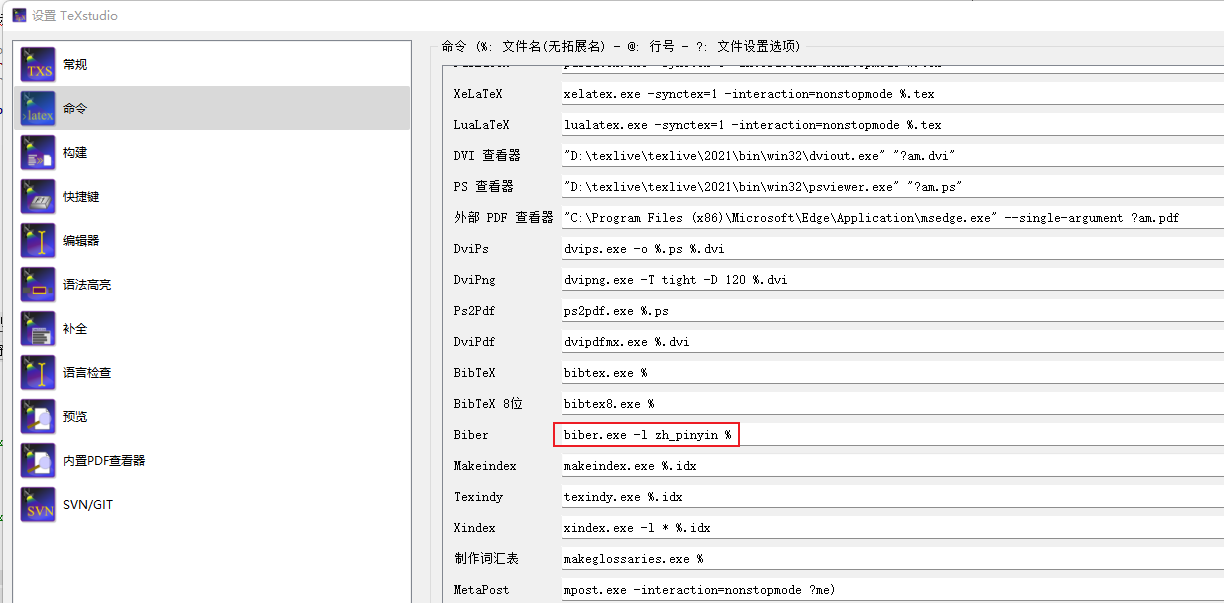 设置 TeXstudio
常规
命令
构建
快捷键
编辑器
语法高亮
补全
语言检查
预览
内置PDF查看器
SVN/GIT
命令 (%: 文件名(无拓展名) - @: 行号 - ?: 文件设置选项)
XeLaTeX xelatex.exe -synctex=1 -interaction=nonstopmode %.tex
LuaLaTeX lualatex.exe -synctex=1 -interaction=nonstopmode %.tex
DVI 查看器 "D:\texlive\texlive\2021\bin\win32\dviout.exe" "?am.dvi"
PS 查看器 "D:\texlive\texlive\2021\bin\win32\psviewer.exe" "?am.ps"
外部 PDF 查看器 "C:\Program Files (x86)\Microsoft\Edge\Application\msedge.exe" --single-argument ?am.pdf
DviPs dvips.exe -o %.ps %.dvi
DviPng dvipng.exe -T tight -D 120 %.dvi
Ps2Pdf ps2pdf.exe %.ps
DviPdf dvipdfmx.exe %.dvi
BibTeX bibtex.exe %
BibTeX 8位 bibtex8.exe %
Biber biber.exe -l zh_pinyin %
Makeindex makeindex.exe %.idx
Texindy texindy.exe %.idx
Xindex xindex.exe -l * %.idx
制作词汇表 makeglossaries.exe %
MetaPost mpost.exe -interaction=nonstopmode ?me)